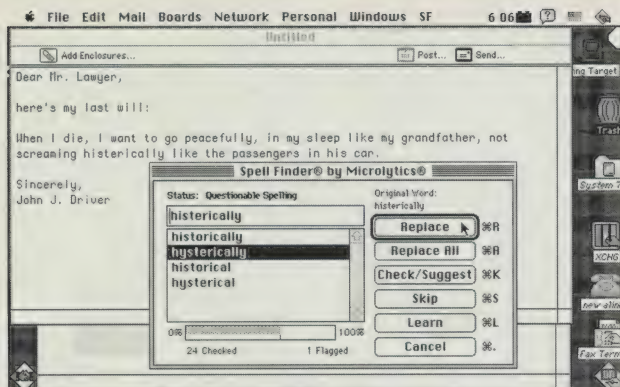 File Edit Mail Boards Network Personal Windows SF 6 06
Untitled
Add Enclosures... Post... Send...
Dear Mr. Lawyer,
here's my last will:
When I die, I want to go peacefully, in my sleep like my grandfather, not
screaming histerically like the passengers in his car.
Sincerely,
John J. Driver
Spell Finder® by Microlytics®
Status: Questionable Spelling
histerically
historically
hysterically
historical
hysterical
0% 100%
24 Checked 1 Flagged
Original Word:
histerically
Replace ⌘R
Replace All ⌘A
Check/Suggest ⌘K
Skip ⌘S
Learn ⌘L
Cancel ⌘.
ing Target
Trash
System 7
XCHG
Fax Term